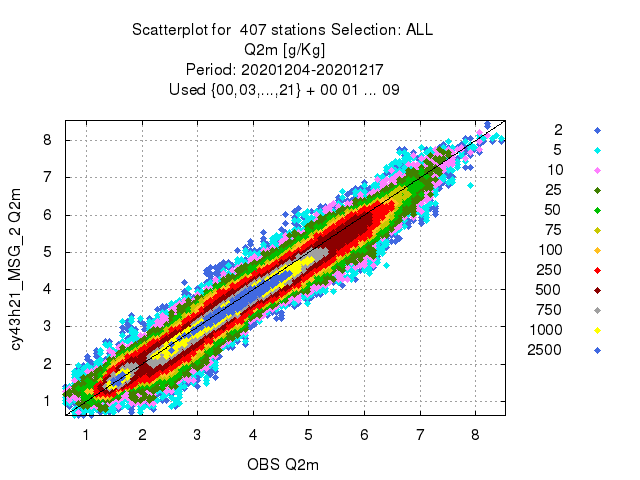 Scatterplot for 407 stations Selection: ALL
Q2m [g/Kg]
Period: 20201204-20201217
Used {00,03,...,21} + 00 01 ... 09
cy43h21_MSG_2 Q2m
8
7
6
5
4
3
2
1
1 2 3 4 5 6 7 8
OBS Q2m
2
5
10
25
50
75
100
250
500
750
1000
2500